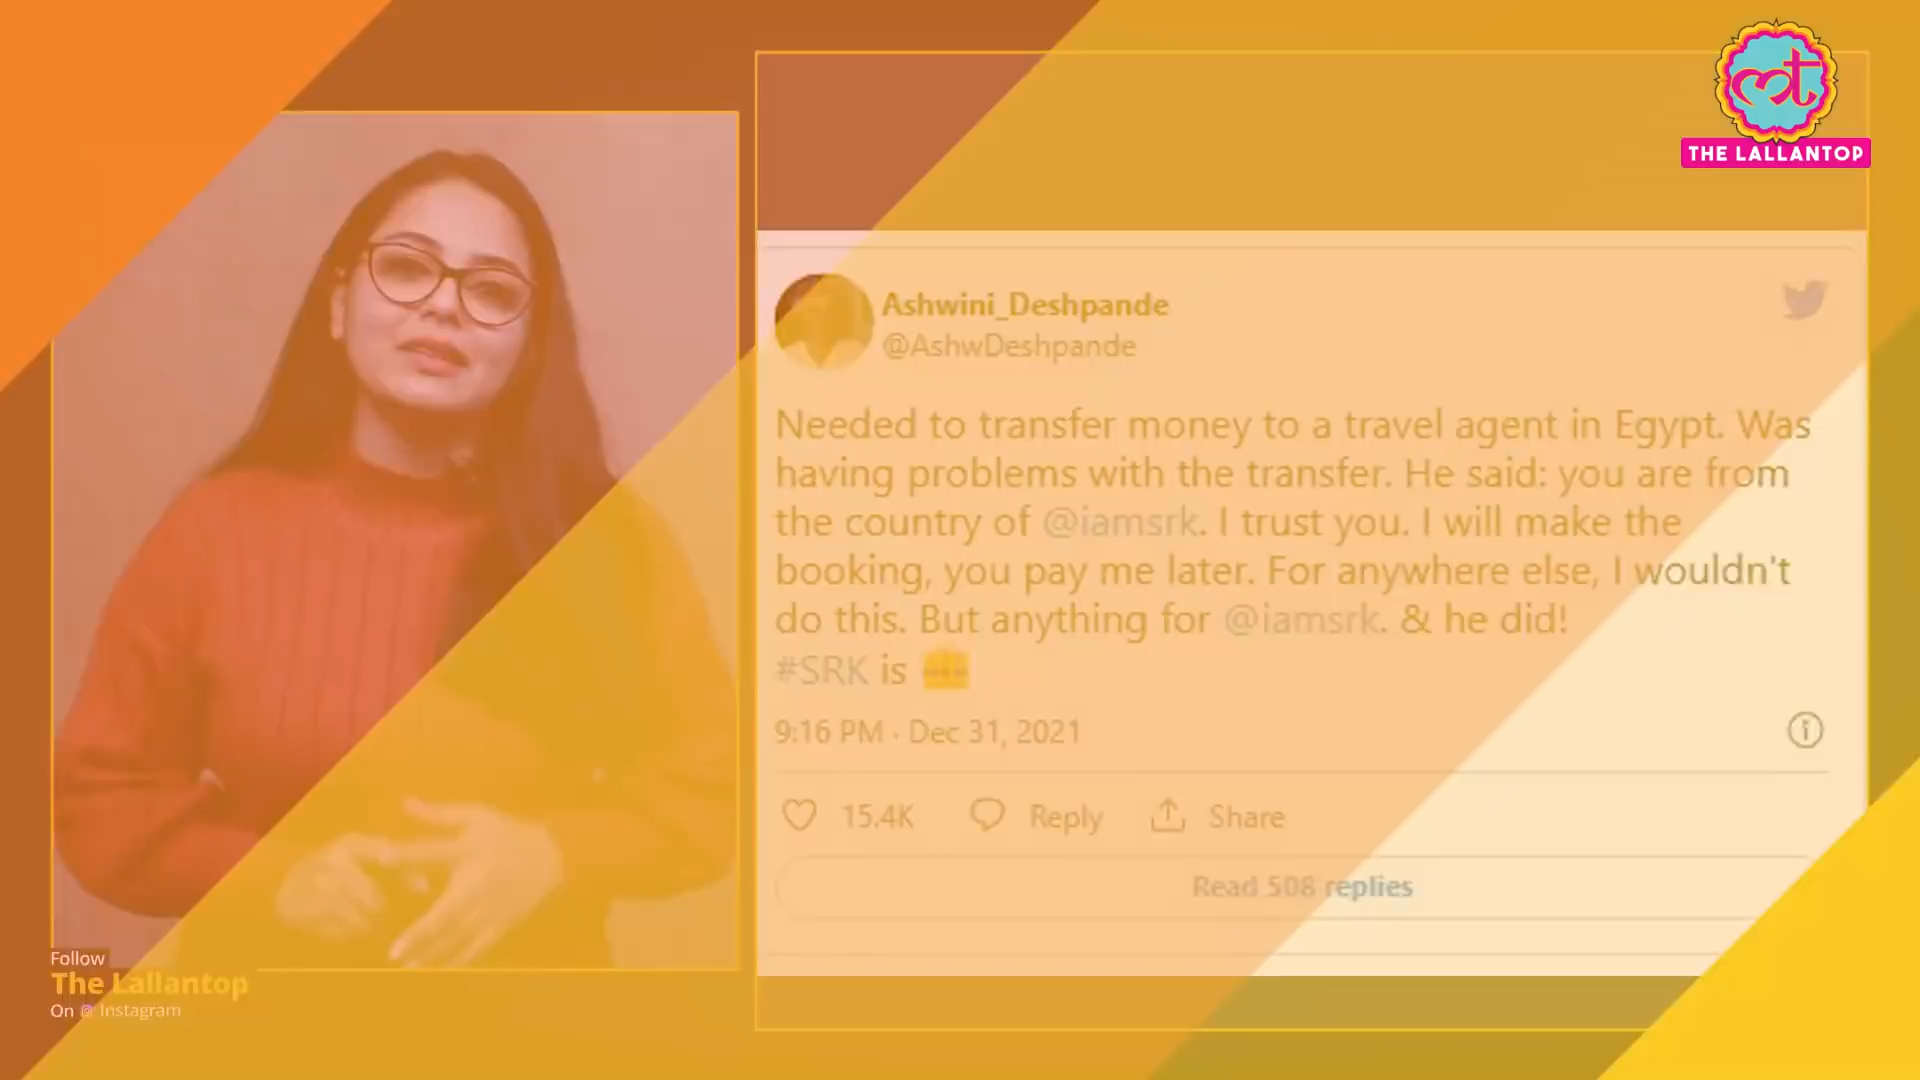 THE LALLANTOP
Ashwini_Deshpande
@AshwDeshpande
Needed to transfer money to a travel agent in Egypt. Was
having problems with the transfer. He said: you are from
the country of @iamsrk. I trust you. I will make the
booking, you pay me later. For anywhere else, I wouldn't
do this. But anything for @iamsrk. & he did!
#SRK is
9:16 PM · Dec 31, 2021
15.4K Reply Share
Read 508 replies
Follow
The Lallantop
On Instagram